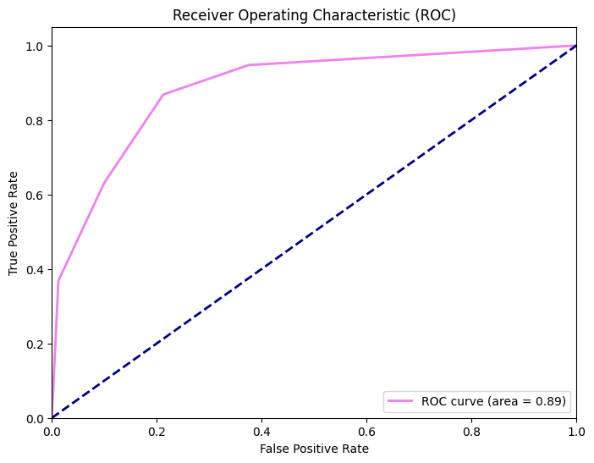 Receiver Operating Characteristic (ROC)
True Positive Rate
1.0
0.8
0.6
0.4
0.2
0.0
0.0 0.2 0.4 0.6 0.8 1.0
False Positive Rate
ROC curve (area = 0.89)